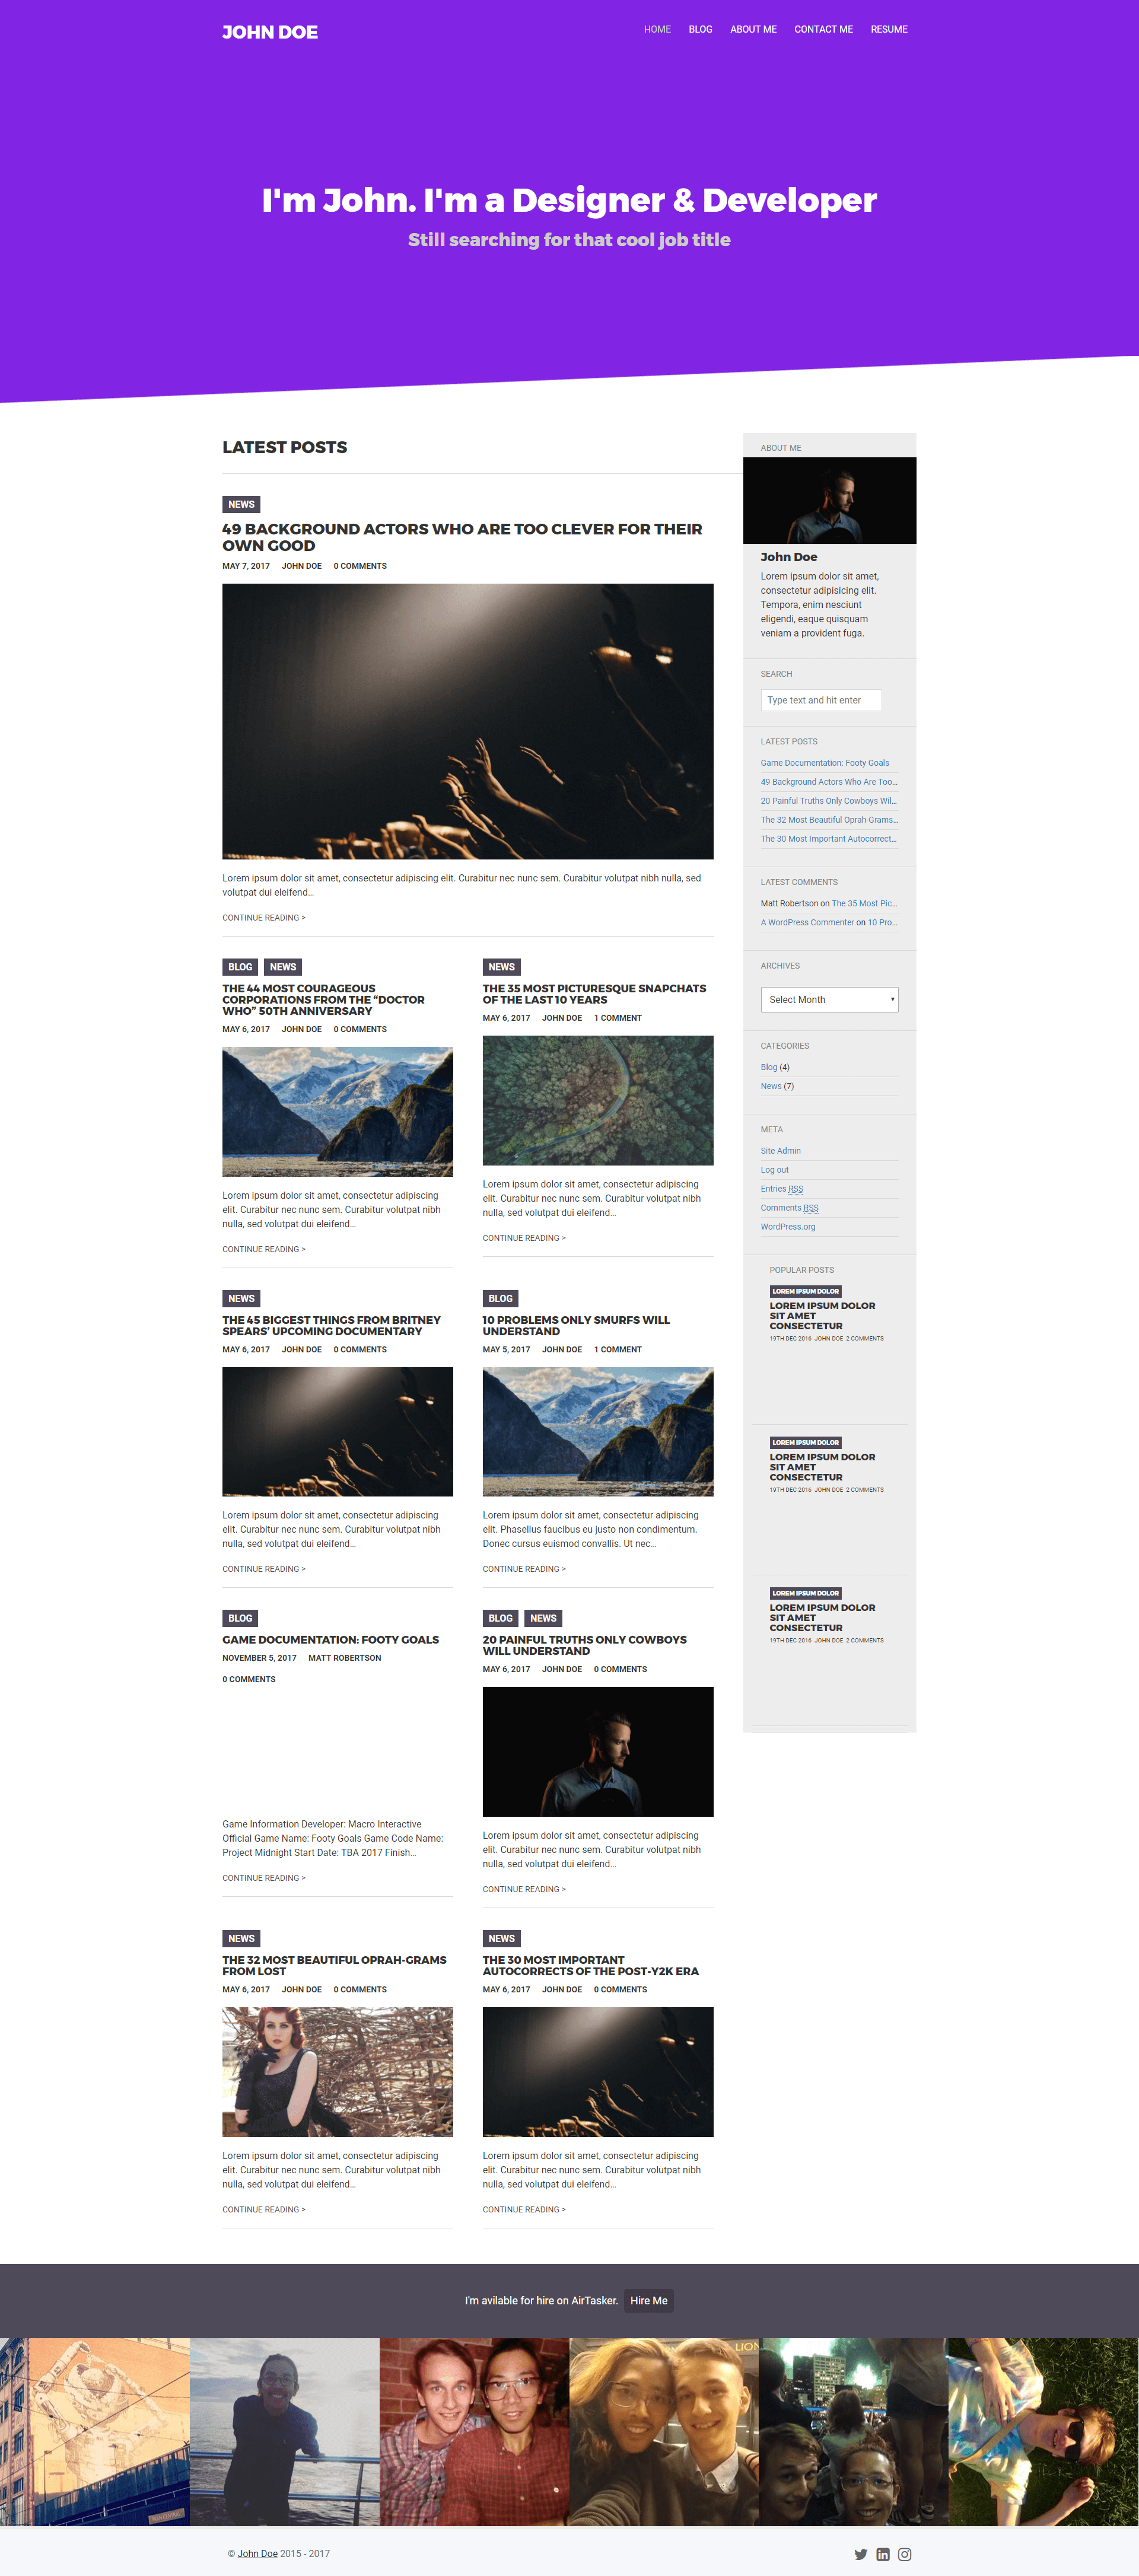 JOHN DOE
HOME BLOG ABOUT ME CONTACT ME RESUME
I'm John. I'm a Designer & Developer
Still searching for that cool job title
LATEST POSTS
NEWS
49 BACKGROUND ACTORS WHO ARE TOO CLEVER FOR THEIR
OWN GOOD
MAY 7, 2017 JOHN DOE 0 COMMENTS
Lorem ipsum dolor sit amet, consectetur adipiscing elit. Curabitur nec nunc sem. Curabitur volutpat nibh nulla, sed
volutpat dui eleifend...
CONTINUE READING >
BLOG NEWS
THE 44 MOST COURAGEOUS
CORPORATIONS FROM THE “DOCTOR
WHO” 50TH ANNIVERSARY
MAY 6, 2017 JOHN DOE 0 COMMENTS
Lorem ipsum dolor sit amet, consectetur adipiscing
elit. Curabitur nec nunc sem. Curabitur volutpat nibh
nulla, sed volutpat dui eleifend...
CONTINUE READING >
NEWS
THE 35 MOST PICTURESQUE SNAPCHATS
OF THE LAST 10 YEARS
MAY 6, 2017 JOHN DOE 1 COMMENT
Lorem ipsum dolor sit amet, consectetur adipiscing
elit. Curabitur nec nunc sem. Curabitur volutpat nibh
nulla, sed volutpat dui eleifend...
CONTINUE READING >
NEWS
THE 45 BIGGEST THINGS FROM BRITNEY
SPEARS’ UPCOMING DOCUMENTARY
MAY 6, 2017 JOHN DOE 0 COMMENTS
Lorem ipsum dolor sit amet, consectetur adipiscing
elit. Curabitur nec nunc sem. Curabitur volutpat nibh
nulla, sed volutpat dui eleifend...
CONTINUE READING >
BLOG
10 PROBLEMS ONLY SMURFS WILL
UNDERSTAND
MAY 5, 2017 JOHN DOE 1 COMMENT
Lorem ipsum dolor sit amet, consectetur adipiscing
elit. Phasellus faucibus eu justo non condimentum.
Donec cursus euismod convallis. Ut nec...
CONTINUE READING >
BLOG
GAME DOCUMENTATION: FOOTY GOALS
NOVEMBER 5, 2017 MATT ROBERTSON
0 COMMENTS
Game Information Developer: Macro Interactive
Official Game Name: Footy Goals Game Code Name:
Project Midnight Start Date: TBA 2017 Finish...
CONTINUE READING >
BLOG NEWS
20 PAINFUL TRUTHS ONLY COWBOYS
WILL UNDERSTAND
MAY 6, 2017 JOHN DOE 0 COMMENTS
Lorem ipsum dolor sit amet, consectetur adipiscing
elit. Curabitur nec nunc sem. Curabitur volutpat nibh
nulla, sed volutpat dui eleifend...
CONTINUE READING >
NEWS
THE 32 MOST BEAUTIFUL OPRAH-GRAMS
FROM LOST
MAY 6, 2017 JOHN DOE 0 COMMENTS
Lorem ipsum dolor sit amet, consectetur adipiscing
elit. Curabitur nec nunc sem. Curabitur volutpat nibh
nulla, sed volutpat dui eleifend...
CONTINUE READING >
NEWS
THE 30 MOST IMPORTANT
AUTOCORRECTS OF THE POST-Y2K ERA
MAY 6, 2017 JOHN DOE 0 COMMENTS
Lorem ipsum dolor sit amet, consectetur adipiscing
elit. Curabitur nec nunc sem. Curabitur volutpat nibh
nulla, sed volutpat dui eleifend...
CONTINUE READING >
ABOUT ME
John Doe
Lorem ipsum dolor sit amet,
consectetur adipisicing elit.
Tempora, enim nesciunt
eligendi, eaque quisquam
veniam a provident fuga.
SEARCH
Type text and hit enter
LATEST POSTS
Game Documentation: Footy Goals
49 Background Actors Who Are Too...
20 Painful Truths Only Cowboys Wil...
The 32 Most Beautiful Oprah-Grams...
The 30 Most Important Autocorrect...
LATEST COMMENTS
Matt Robertson on The 35 Most Pic...
A WordPress Commenter on 10 Pro...
ARCHIVES
Select Month
CATEGORIES
Blog (4)
News (7)
META
Site Admin
Log out
Entries RSS
Comments RSS
WordPress.org
POPULAR POSTS
LOREM IPSUM DOLOR
LOREM IPSUM DOLOR
SIT AMET
CONSECTETUR
19TH DEC 2016 JOHN DOE 2 COMMENTS
LOREM IPSUM DOLOR
LOREM IPSUM DOLOR
SIT AMET
CONSECTETUR
19TH DEC 2016 JOHN DOE 2 COMMENTS
LOREM IPSUM DOLOR
LOREM IPSUM DOLOR
SIT AMET
CONSECTETUR
19TH DEC 2016 JOHN DOE 2 COMMENTS
I'm avilable for hire on AirTasker. Hire Me
LION
© John Doe 2015 - 2017